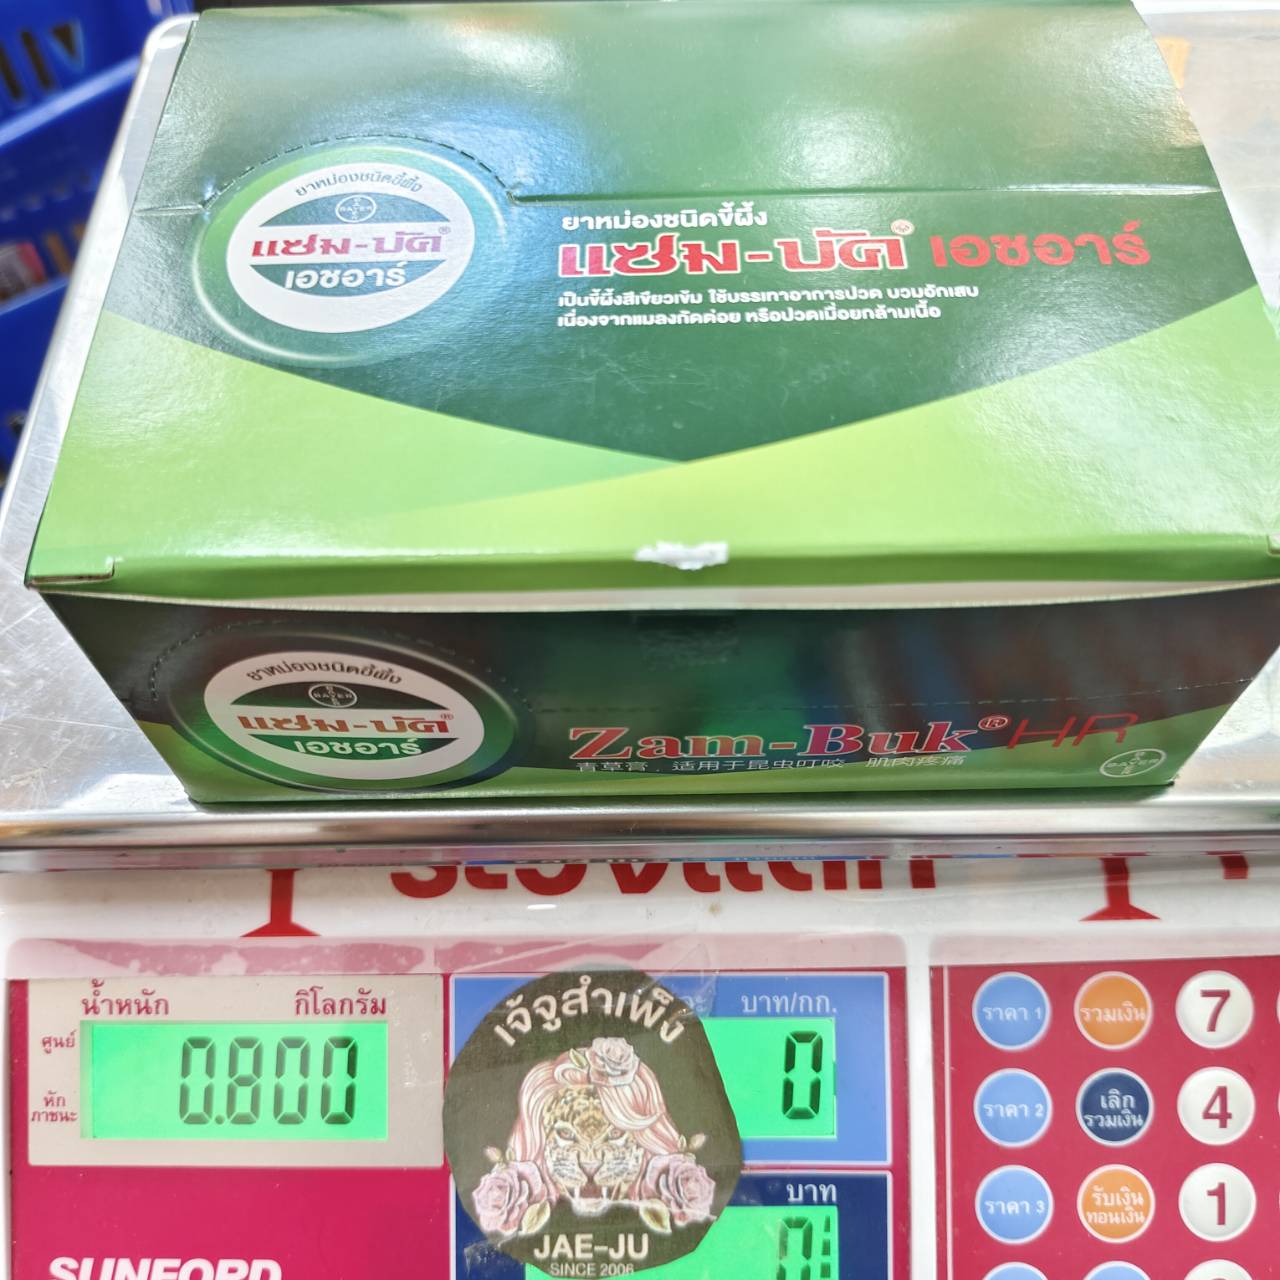 ยาหม่องชนิดขี้ผึ้ง
BAYER
แซม-บัค®
เอชอาร์
ยาหม่องชนิดขี้ผึ้ง
แซม-บัค® เอชอาร์
เป็นขี้ผึ้งสีเขียวเข้ม ใช้บรรเทาอาการปวด บวมอักเสบ
เนื่องจากแมลงกัดต่อย หรือปวดเมื่อยกล้ามเนื้อ
ยาหม่องชนิดขี้ผึ้ง
BAYER
แซม-บัค®
เอชอาร์
Zam-Buk® HR
青草膏 . 适用于昆虫叮咬 肌肉疼痛
BAYER
น้ำหนัก กิโลกรัม
ศูนย์
หัก
ภาชนะ
0.800
บาท/กก.
0
บาท
0
เจ้จูสำเพ็ง
JAE-JU
SINCE 2006
SUNFORD
ราคา 1 รวมเงิน 7
ราคา 2 เลิก รวมเงิน 4
ราคา 3 รับเงิน ทอนเงิน 1